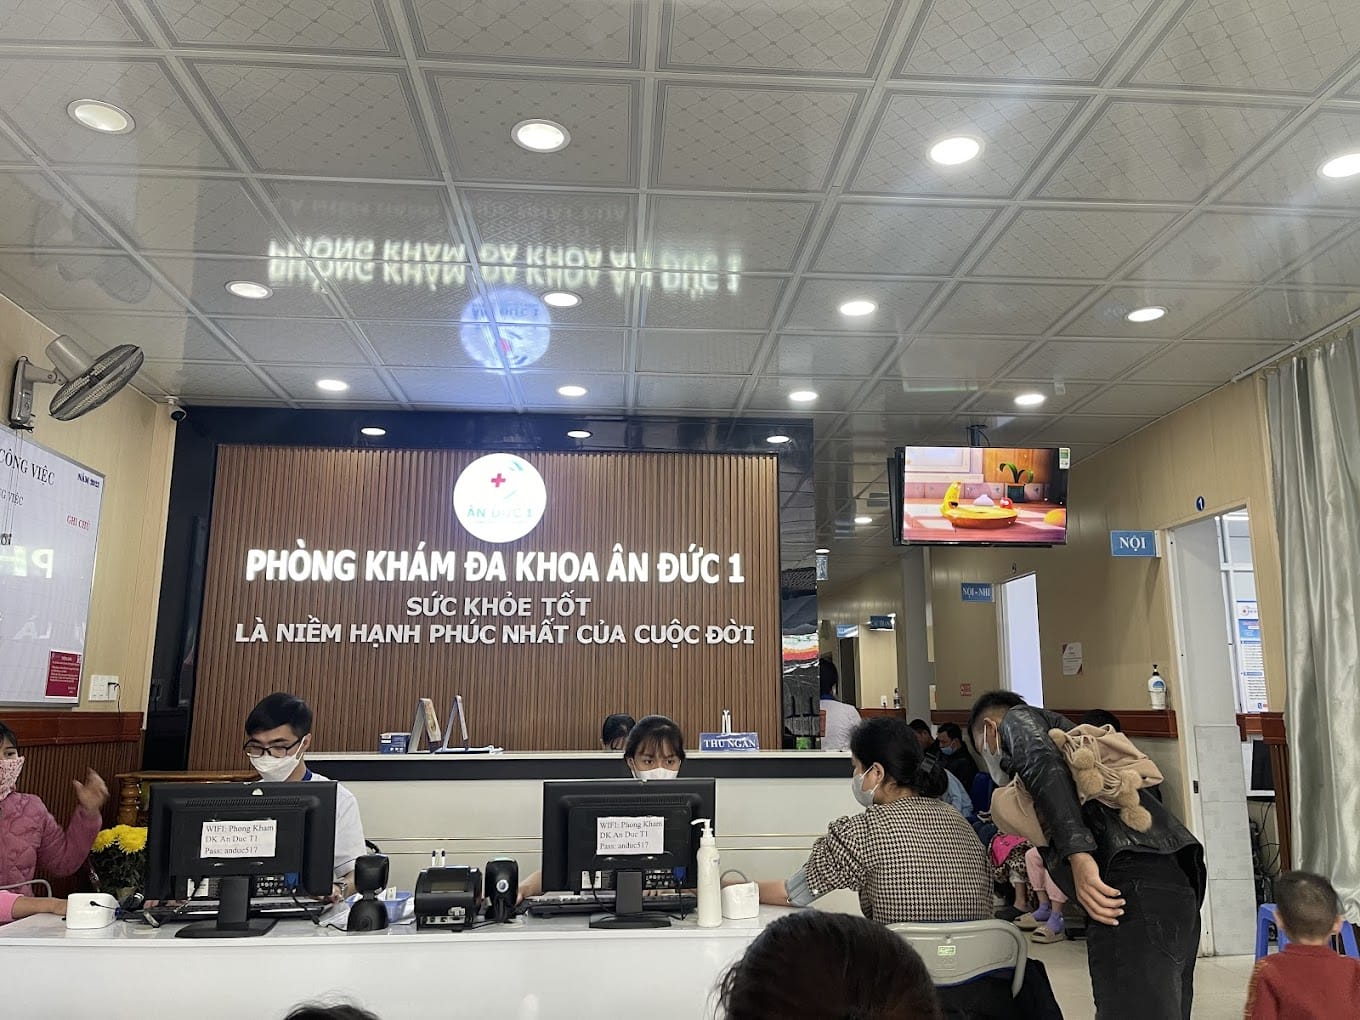 CÔNG VIỆC
NĂM 2022
GHI CHÚ
ÂN ĐỨC 1
PHÒNG KHÁM ĐA KHOA ÂN ĐỨC 1
SỨC KHỎE TỐT
LÀ NIỀM HẠNH PHÚC NHẤT CỦA CUỘC ĐỜI
1
NỘI
NỘI - NHI
THU NGÂN
WIFI: Phong Kham
DK An Duc T1
Pass: anduc517
WIFI: Phong Kham
DK An Duc T1
Pass: anduc517